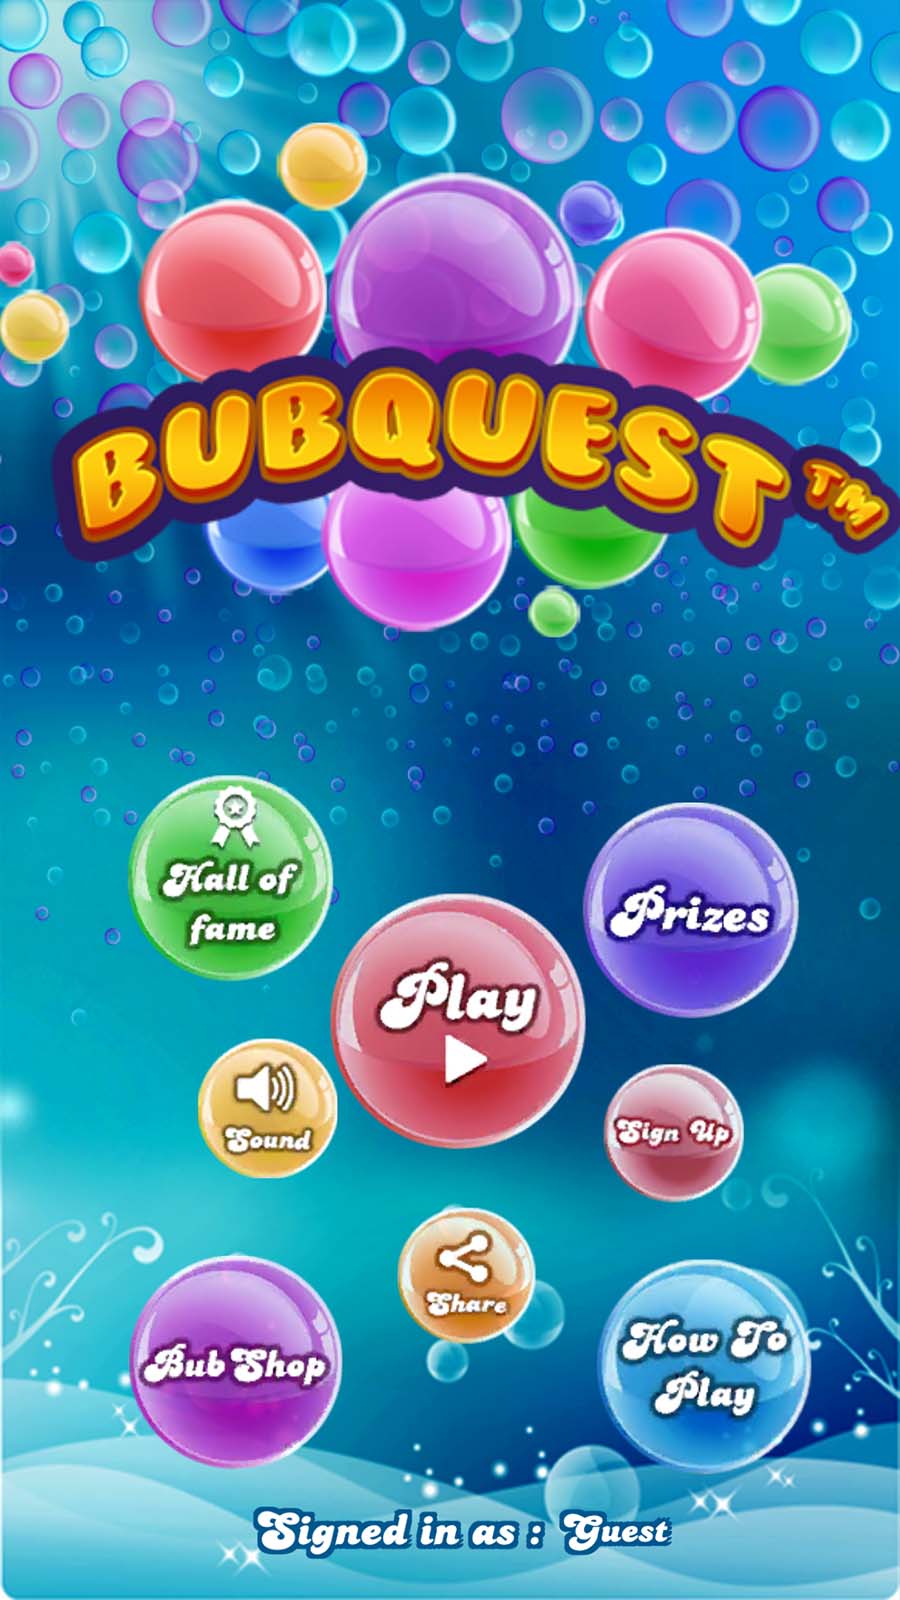 BUBQUEST™
Hall of
fame
Prizes
Play
Sound
Sign Up
Share
Bub Shop
How To
Play
Signed in as : Guest